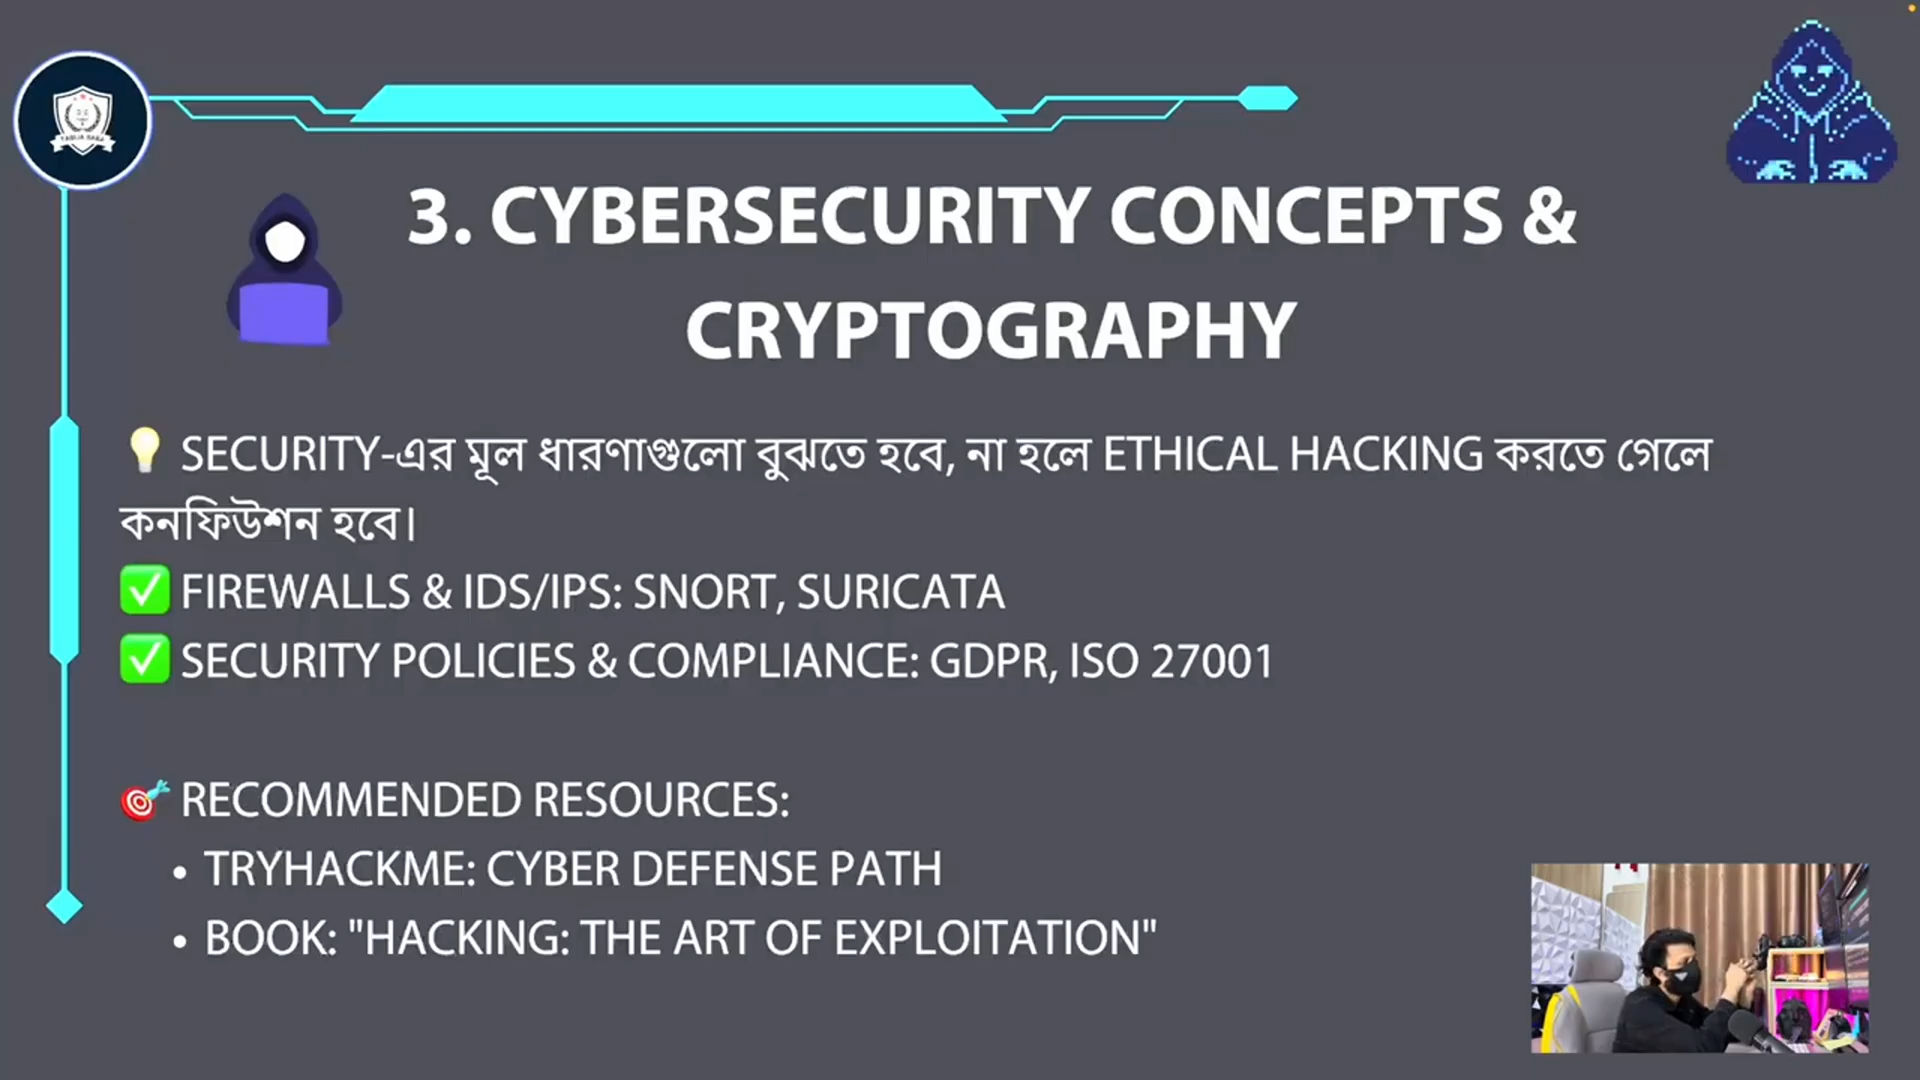 3. CYBERSECURITY CONCEPTS &
CRYPTOGRAPHY
💡 SECURITY-এর মূল ধারণাগুলো বুঝতে হবে, না হলে ETHICAL HACKING করতে গেলে
কনফিউশন হবে।
✅ FIREWALLS & IDS/IPS: SNORT, SURICATA
✅ SECURITY POLICIES & COMPLIANCE: GDPR, ISO 27001
🎯 RECOMMENDED RESOURCES:
• TRYHACKME: CYBER DEFENSE PATH
• BOOK: "HACKING: THE ART OF EXPLOITATION"